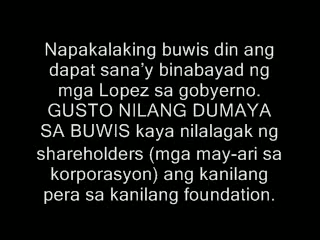 Napakalaking buwis din ang
dapat sana'y binabayad ng
mga Lopez sa gobyerno.
GUSTO NILANG DUMAYA
SA BUWIS kaya nilalagak ng
shareholders (mga may-ari sa
korporasyon) ang kanilang
pera sa kanilang foundation.